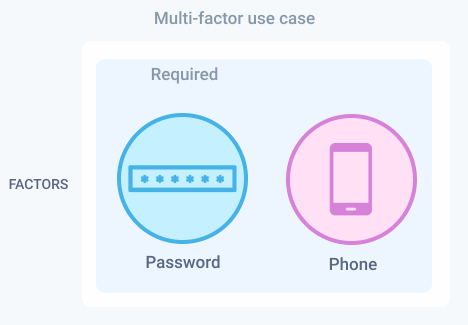 Multi-factor use case
Required
FACTORS
******
Password
Phone